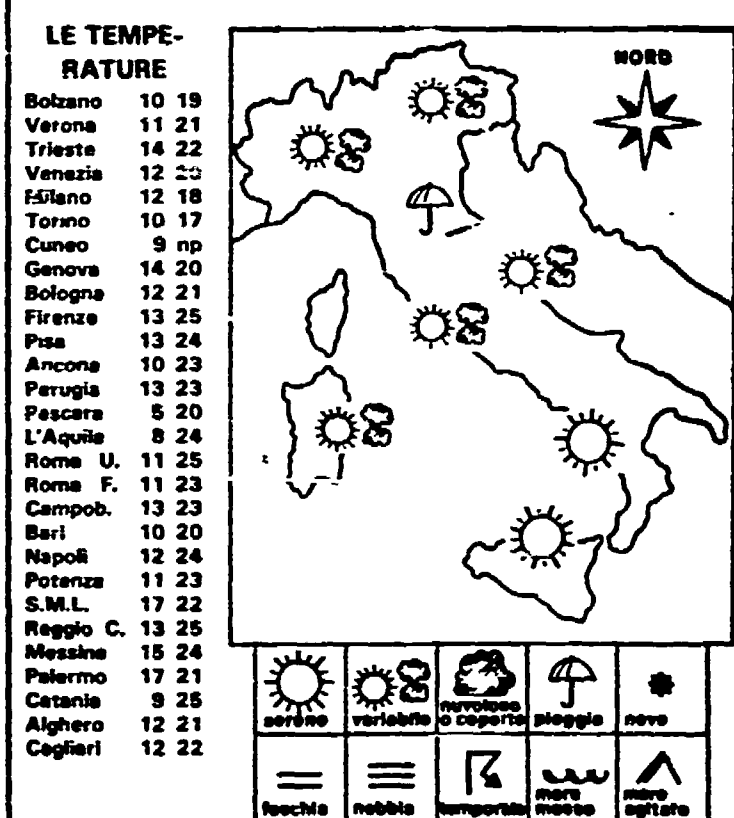 LE TEMPE-
RATURE
Bolzano 10 19
Verona 11 21
Trieste 14 22
Venezia 12
Milano 12 18
Torino 10 17
Cuneo 9 np
Genova 14 20
Bologna 12 21
Firenze 13 25
Pisa 13 24
Ancona 10 23
Perugia 13 23
Pescara 5 20
L'Aquila 8 24
Roma U. 11 25
Roma F. 11 23
Campob. 13 23
Bari 10 20
Napoli 12 24
Potenza 11 23
S.M.L. 17 22
Reggio C. 13 25
Messina 15 24
Palermo 17 21
Catania 9 25
Alghero 12 21
Cagliari 12 22
NORD
sereno
variabile
nuvoloso
o coperto
pioggia
neve
foschia
nebbia
temporale
mare
mosso
mare
agitato